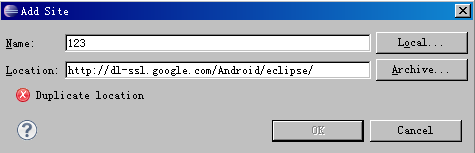 Add Site
Name: 123 Local...
Location: http://dl-ssl.google.com/Android/eclipse/ Archive...
Duplicate location
? OK Cancel